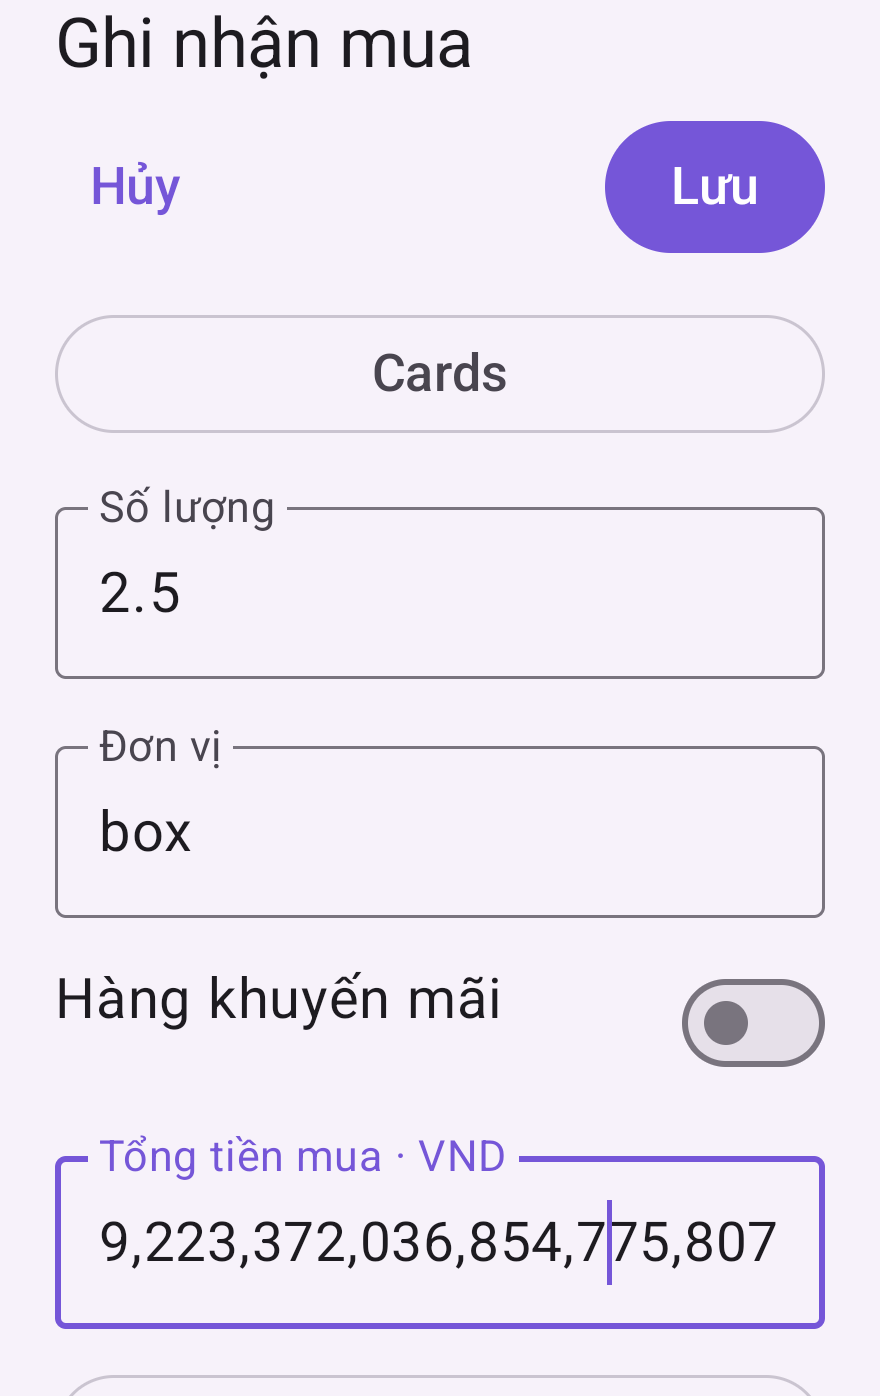 Ghi nhận mua
Hủy
Lưu
Cards
Số lượng
2.5
Đơn vị
box
Hàng khuyến mãi
Tổng tiền mua · VND
9,223,372,036,854,775,807